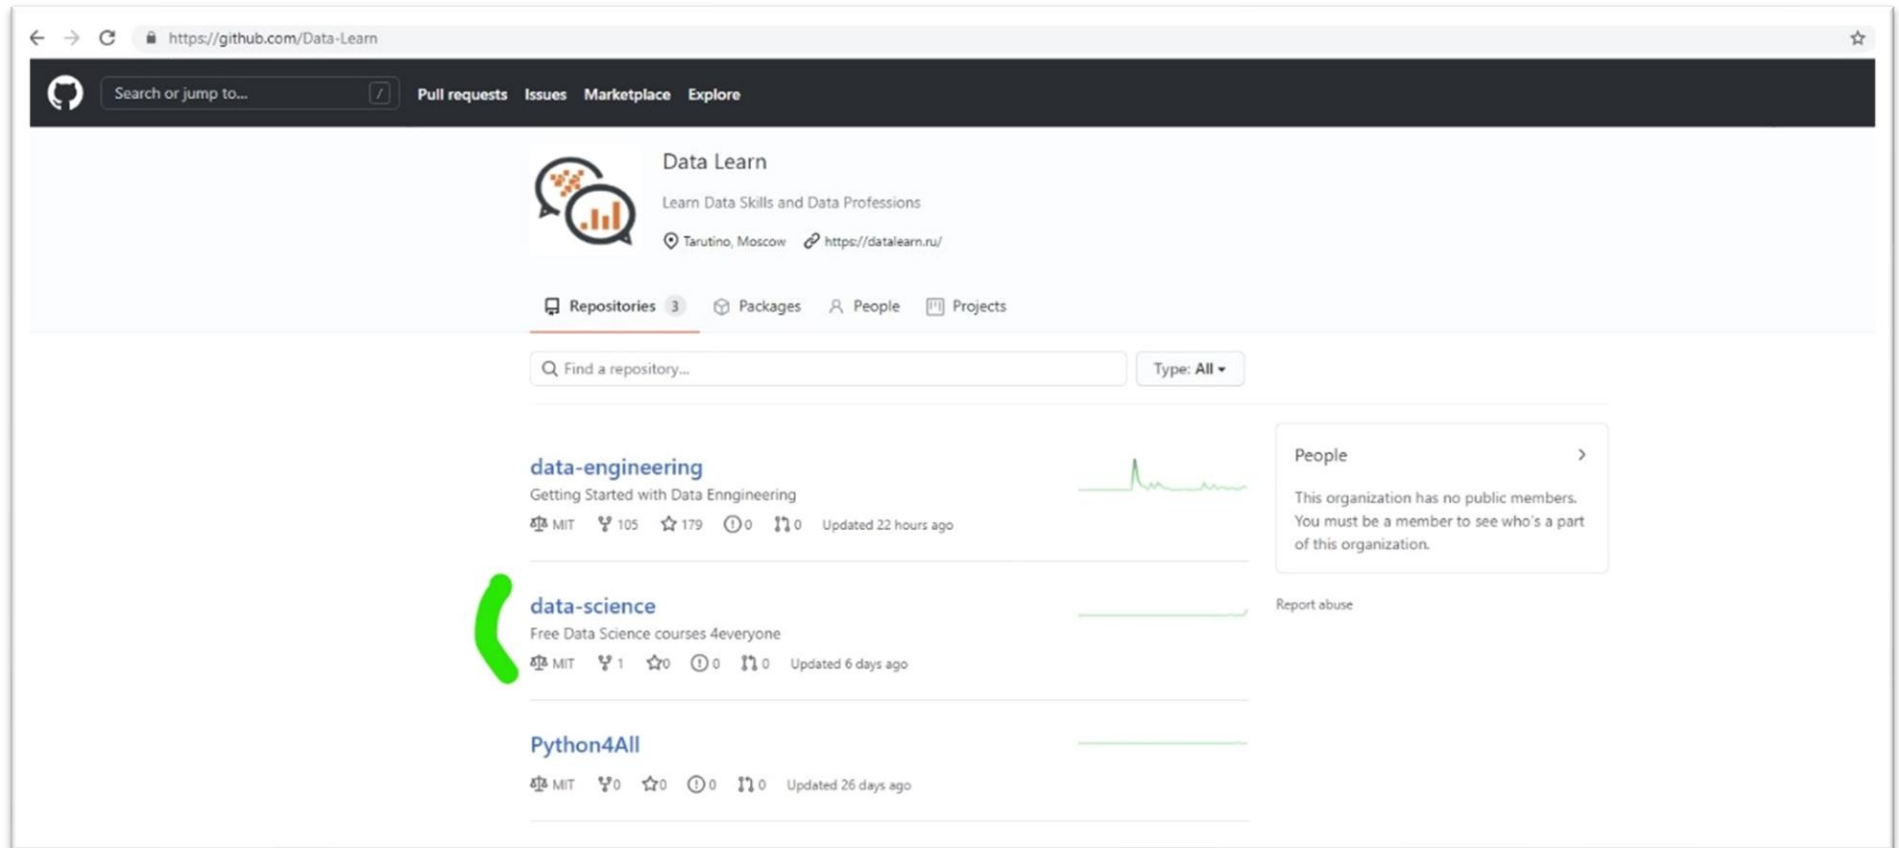 https://github.com/Data-Learn
Search or jump to... / Pull requests Issues Marketplace Explore
Data Learn
Learn Data Skills and Data Professions
Tarutino, Moscow https://datalearn.ru/
Repositories 3 Packages People Projects
Find a repository... Type: All
data-engineering
Getting Started with Data Enngineering
MIT 105 179 0 0 Updated 22 hours ago
data-science
Free Data Science courses 4everyone
MIT 1 0 0 0 Updated 6 days ago
Python4All
MIT 0 0 0 0 Updated 26 days ago
People
This organization has no public members.
You must be a member to see who's a part
of this organization.
Report abuse